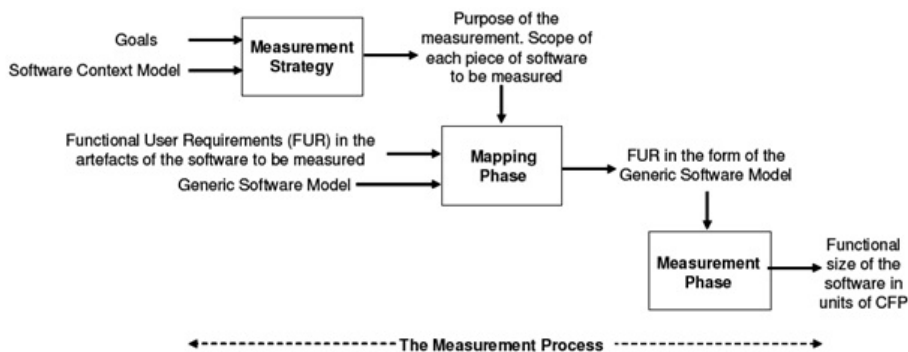 Goals
Software Context Model
Measurement
Strategy
Purpose of the
measurement. Scope of
each piece of software
to be measured
Functional User Requirements (FUR) in the
artefacts of the software to be measured
Generic Software Model
Mapping
Phase
FUR in the form of the
Generic Software Model
Measurement
Phase
Functional
size of the
software in
units of CFP
The Measurement Process